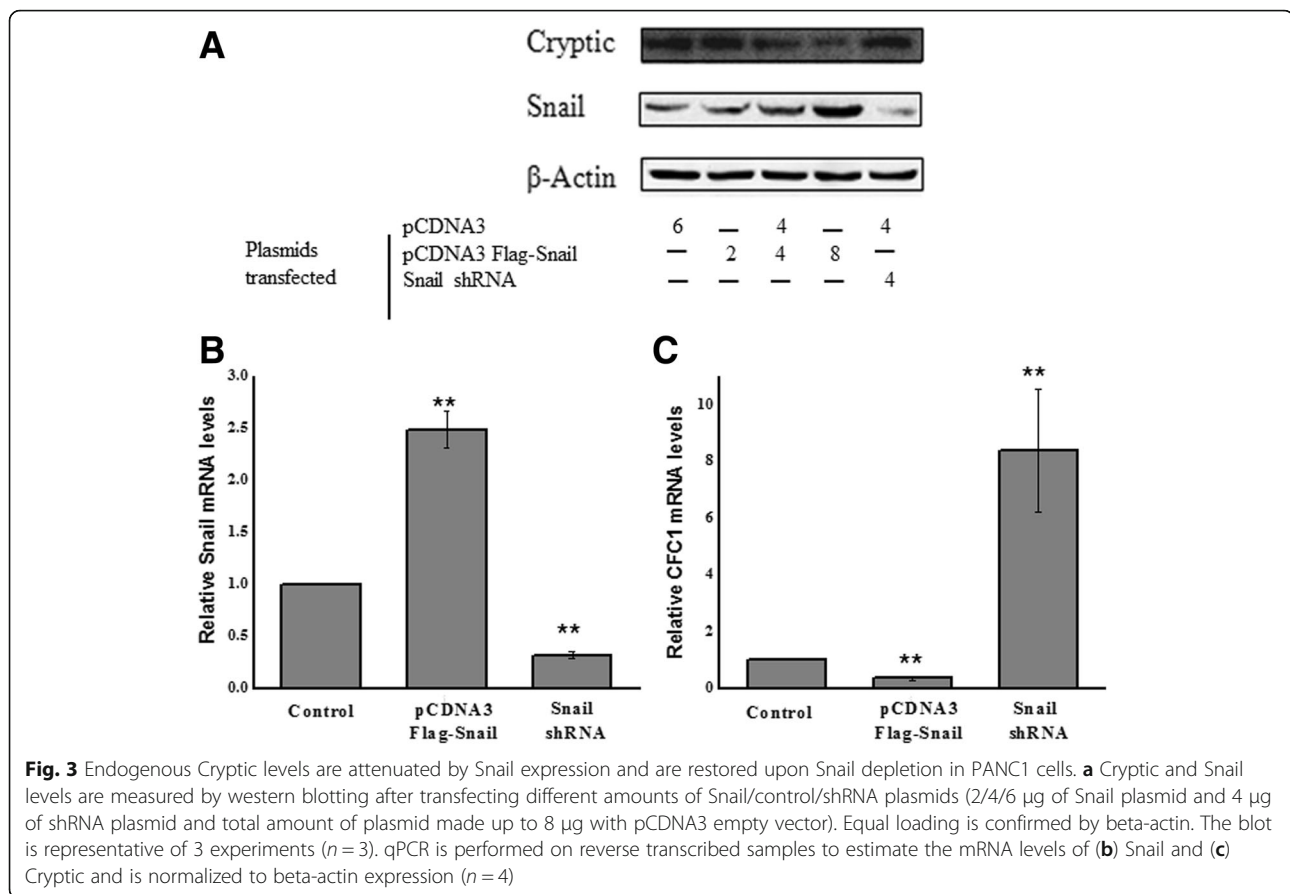 A
Cryptic
Snail
β-Actin
Plasmids transfected
pCDNA3 6 — 4 — 4
pCDNA3 Flag-Snail — 2 4 8 —
Snail shRNA — — — — 4
B
Relative Snail mRNA levels
3.0
2.5
2.0
1.5
1.0
0.5
0.0
**
**
Control
pCDNA3
Flag-Snail
Snail
shRNA
C
Relative CFC1 mRNA levels
10
8
6
4
2
0
**
**
Control
pCDNA3
Flag-Snail
Snail
shRNA
Fig. 3 Endogenous Cryptic levels are attenuated by Snail expression and are restored upon Snail depletion in PANC1 cells. a Cryptic and Snail
levels are measured by western blotting after transfecting different amounts of Snail/control/shRNA plasmids (2/4/6 μg of Snail plasmid and 4 μg
of shRNA plasmid and total amount of plasmid made up to 8 μg with pCDNA3 empty vector). Equal loading is confirmed by beta-actin. The blot
is representative of 3 experiments (n = 3). qPCR is performed on reverse transcribed samples to estimate the mRNA levels of (b) Snail and (c)
Cryptic and is normalized to beta-actin expression (n = 4)